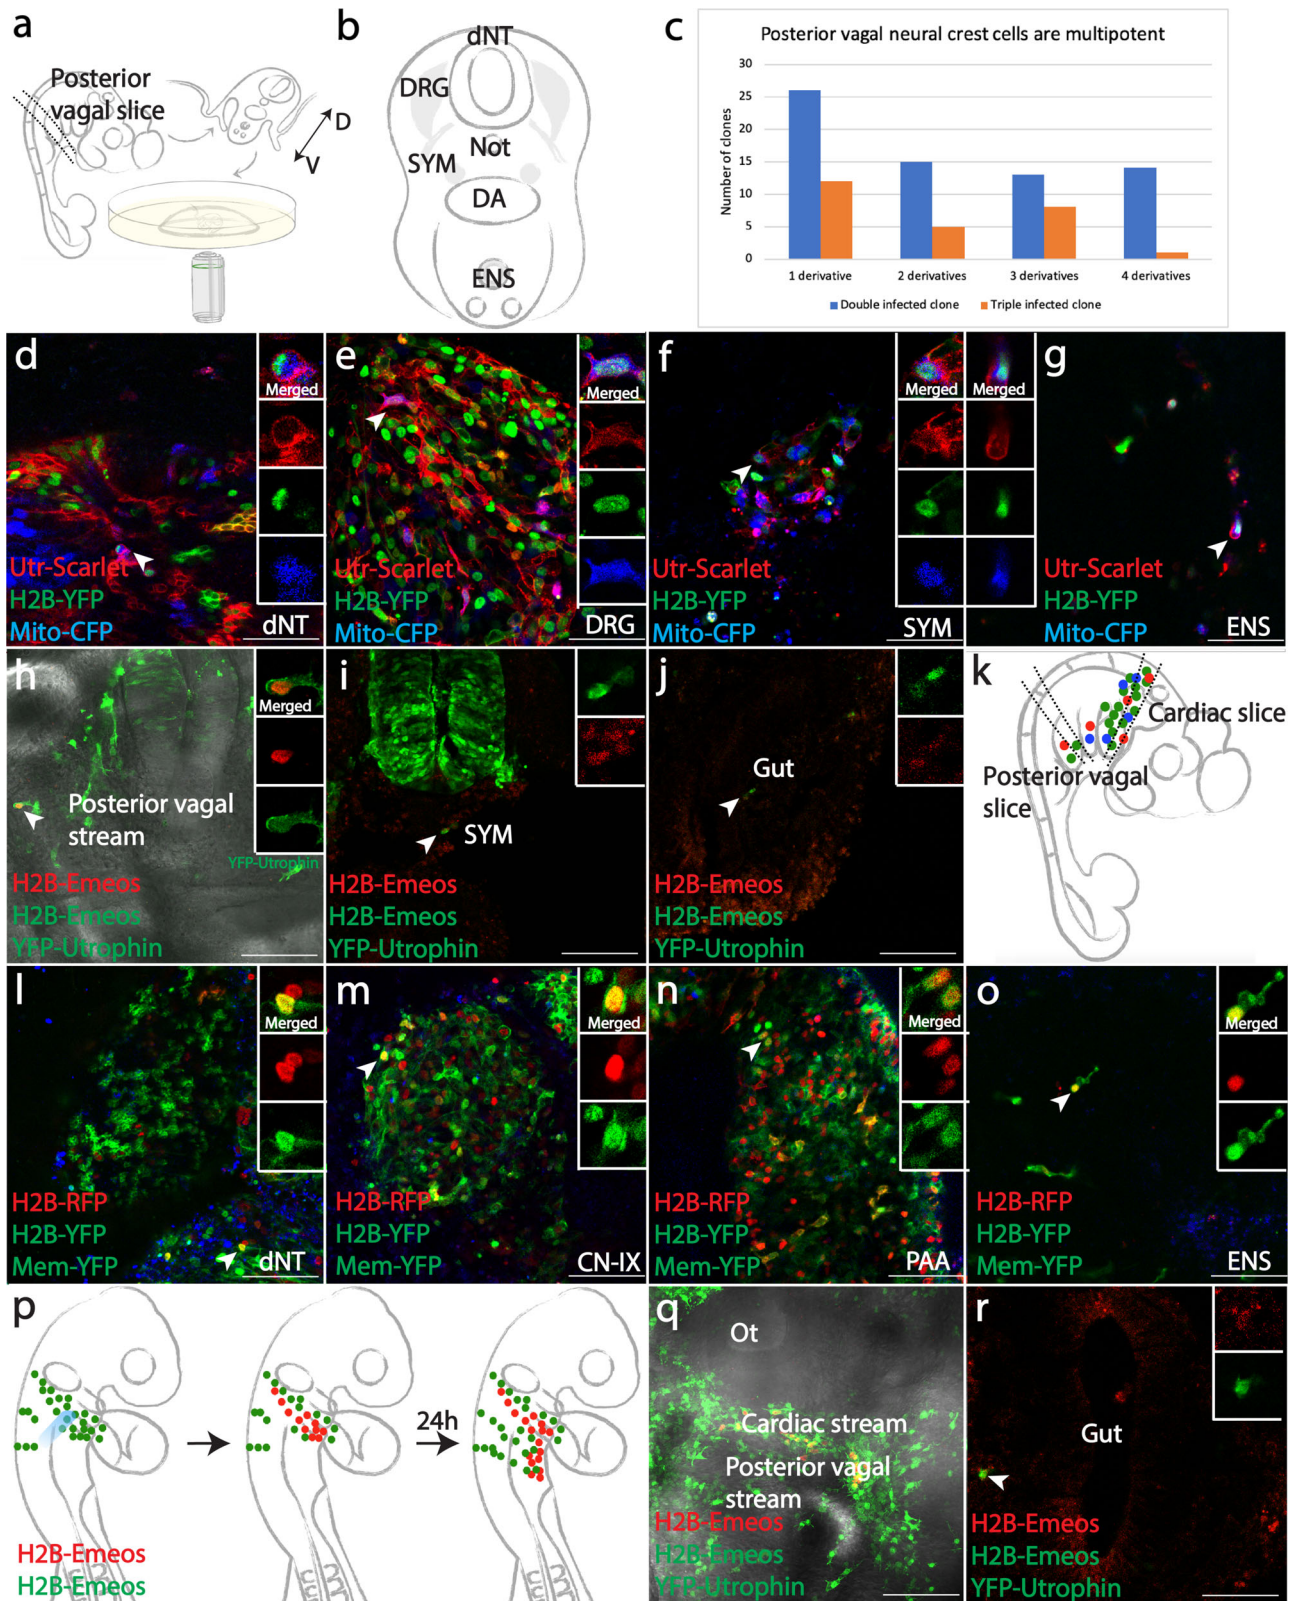 a
Posterior
vagal slice
D
V
b
dNT
DRG
Not
SYM
DA
ENS
c
Posterior vagal neural crest cells are multipotent
Number of clones
30
25
20
15
10
5
0
1 derivative
2 derivatives
3 derivatives
4 derivatives
Double infected clone
Triple infected clone
d
Merged
Utr-Scarlet
H2B-YFP
Mito-CFP
dNT
e
Merged
Utr-Scarlet
H2B-YFP
Mito-CFP
DRG
f
Merged
Utr-Scarlet
H2B-YFP
Mito-CFP
SYM
Merged
g
Utr-Scarlet
H2B-YFP
Mito-CFP
ENS
h
Merged
Posterior vagal
stream
YFP-Utrophin
H2B-Emeos
H2B-Emeos
YFP-Utrophin
i
SYM
H2B-Emeos
H2B-Emeos
YFP-Utrophin
j
Gut
H2B-Emeos
H2B-Emeos
YFP-Utrophin
k
Cardiac slice
Posterior vagal
slice
l
Merged
H2B-RFP
H2B-YFP
Mem-YFP
dNT
m
Merged
H2B-RFP
H2B-YFP
Mem-YFP
CN-IX
n
Merged
H2B-RFP
H2B-YFP
Mem-YFP
PAA
o
Merged
H2B-RFP
H2B-YFP
Mem-YFP
ENS
p
24h
H2B-Emeos
H2B-Emeos
q
Ot
Cardiac stream
Posterior vagal
stream
H2B-Emeos
H2B-Emeos
YFP-Utrophin
r
Gut
H2B-Emeos
H2B-Emeos
YFP-Utrophin